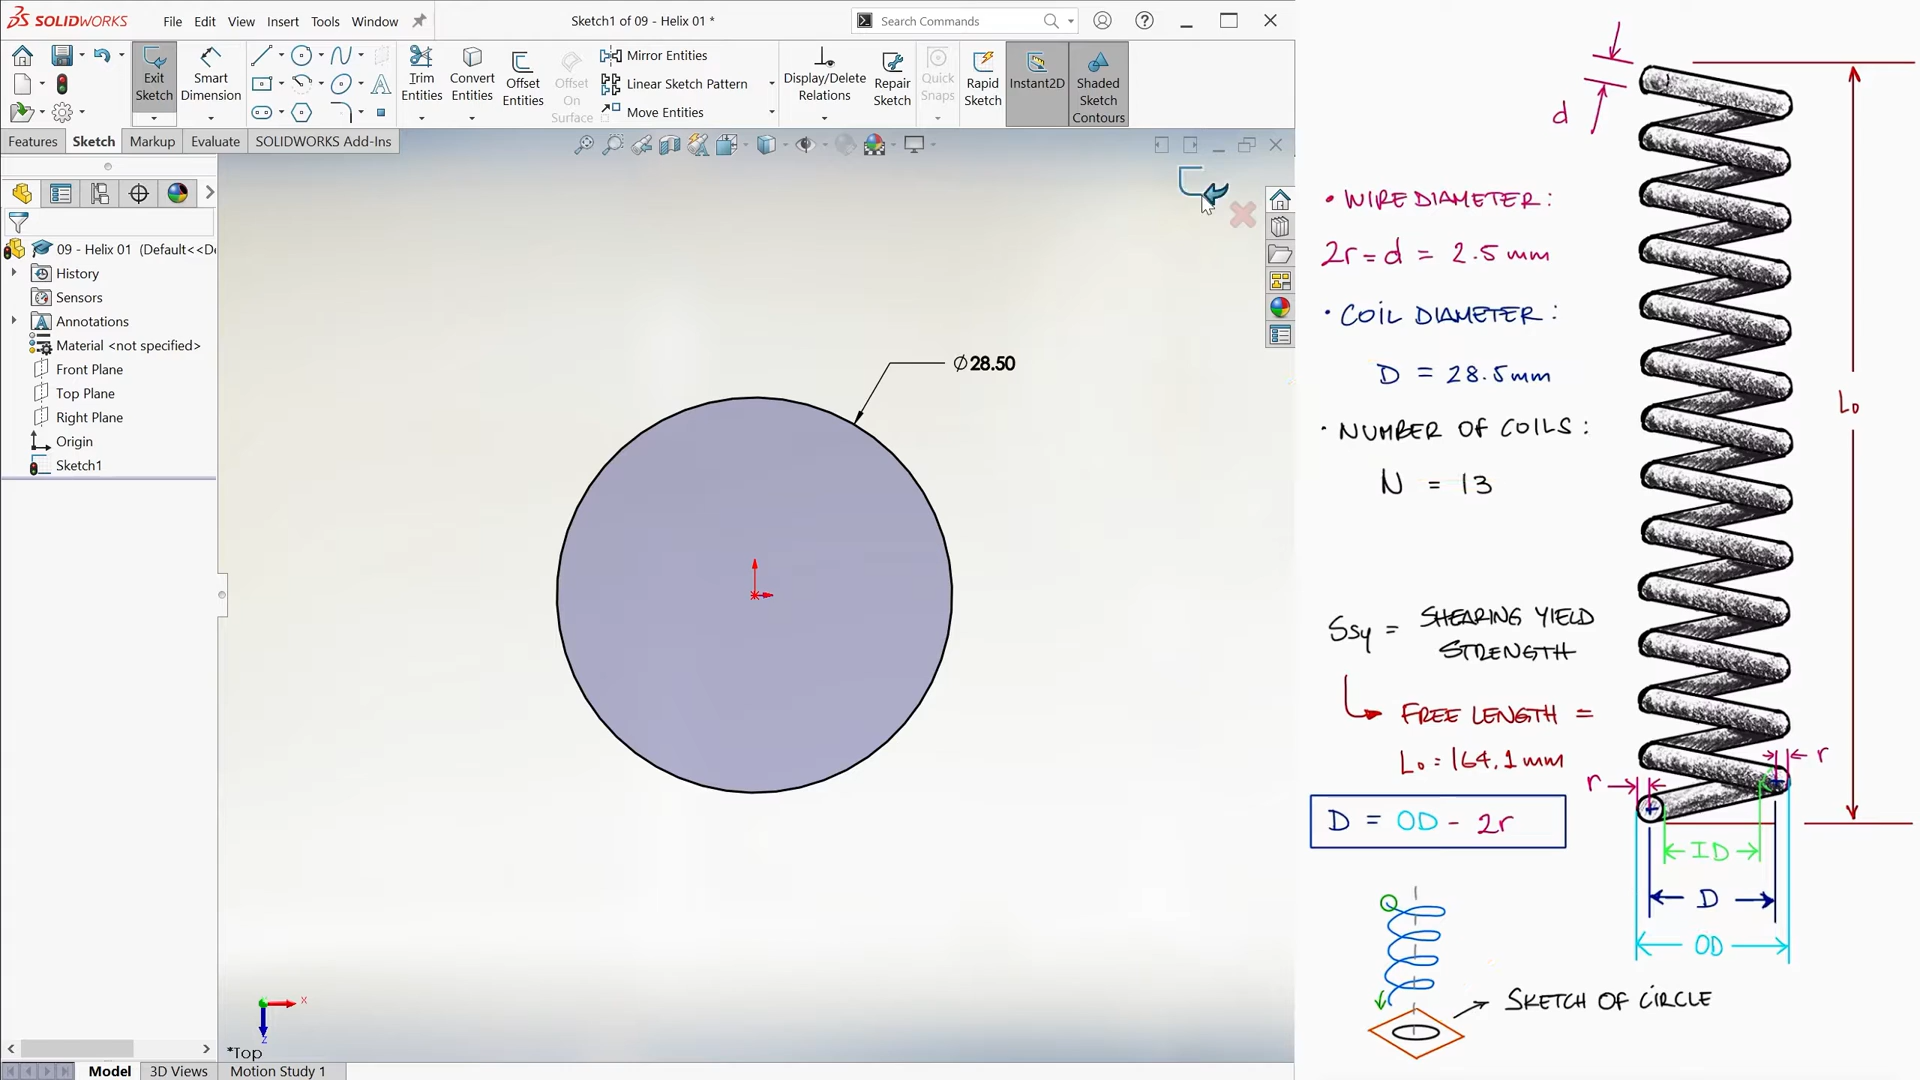 SOLIDWORKS
File
Edit
View
Insert
Tools
Window
Sketch1 of 09 - Helix 01 *
Search Commands
Exit Sketch
Smart Dimension
Trim Entities
Convert Entities
Offset Entities
Offset On Surface
Mirror Entities
Linear Sketch Pattern
Move Entities
Display/Delete Relations
Repair Sketch
Quick Snaps
Rapid Sketch
Instant2D
Shaded Sketch Contours
Features
Sketch
Markup
Evaluate
SOLIDWORKS Add-Ins
09 - Helix 01 (Default<<De
History
Sensors
Annotations
Material <not specified>
Front Plane
Top Plane
Right Plane
Origin
Sketch1
∅28.50
X
Z
*Top
Model
3D Views
Motion Study 1
d
• WIRE DIAMETER:
2r = d = 2.5 mm
• COIL DIAMETER:
D = 28.5mm
• NUMBER OF COILS:
N = 13
Ssy = SHEARING YIELD
STRENGTH
FREE LENGTH =
Lo = 164.1 mm
D = OD - 2r
Lo
r
r
ID
D
OD
SKETCH OF CIRCLE